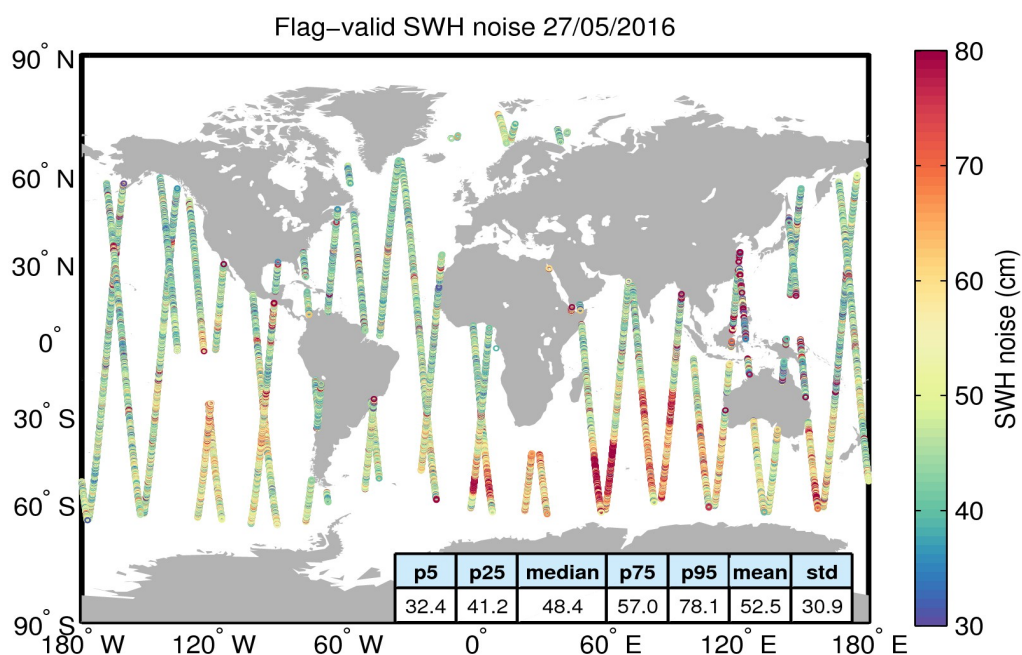 Flag−valid SWH noise 27/05/2016
90° N
60° N
30° N
0°
30° S
60° S
90° S
180° W
120° W
60° W
0°
60° E
120° E
180° E
p5 p25 median p75 p95 mean std
32.4 41.2 48.4 57.0 78.1 52.5 30.9
80
70
60
50
40
30
SWH noise (cm)